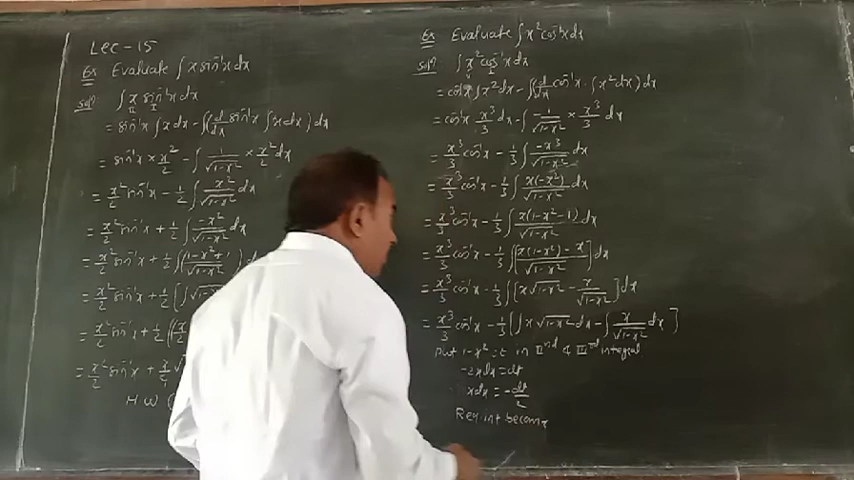 Lec-15
Ex Evaluate ∫x sin⁻¹x dx
Solⁿ ∫x sin⁻¹x dx
II I
= sin⁻¹x ∫x dx - ∫(d/dx sin⁻¹x ∫x dx) dx
= sin⁻¹x × x²/2 - ∫ 1/√(1-x²) × x²/2 dx
= x²/2 sin⁻¹x - 1/2 ∫ x²/√(1-x²) dx
= x²/2 sin⁻¹x + 1/2 ∫ -x²/√(1-x²) dx
= x²/2 sin⁻¹x + 1/2 ∫(1-x²+
= x²/2 sin⁻¹x + 1/2 [∫√1-x
= x²/2 sin⁻¹x + 1/2
= x²/2 sin⁻¹x + x/4 √
H W
Ex Evaluate ∫x² cos⁻¹x dx
Solⁿ ∫x² cos⁻¹x dx
= cos⁻¹x ∫x² dx - ∫(d/dx cos⁻¹x · ∫x² dx) dx
= cos⁻¹x · x³/3 dx - ∫ -1/√(1-x²) × x³/3 dx
= x³/3 cos⁻¹x - 1/3 ∫ -x³/√(1-x²) dx
= x³/3 cos⁻¹x - 1/3 ∫ x(-x²)/√(1-x²) dx
= x³/3 cos⁻¹x - 1/3 ∫ x(1-x²-1)/√(1-x²) dx
= x³/3 cos⁻¹x - 1/3 ∫[x(1-x²) - x/√(1-x²)] dx
= x³/3 cos⁻¹x - 1/3 ∫[x√(1-x²) - x/√(1-x²)] dx
= x³/3 cos⁻¹x - 1/3 [∫x√(1-x²) dx - ∫ x/√(1-x²) dx]
Put 1-x² = t in IInd & IIIrd integral
-2x dx = dt
x dx = -dt/2
Req int becomes